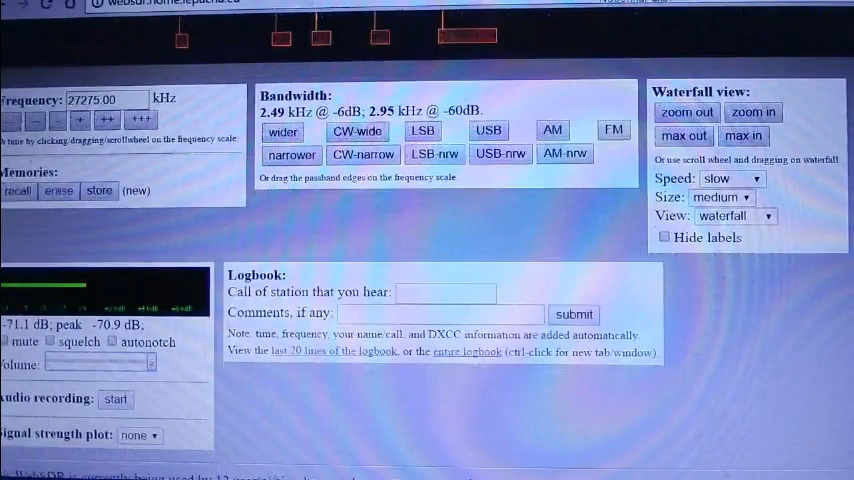 Frequency: 27275.00 kHz
-- - + ++ +++
Or tune by clicking/dragging/scrollwheel on the frequency scale.
Memories:
recall erase store (new)
Bandwidth:
2.49 kHz @ -6dB; 2.95 kHz @ -60dB.
wider CW-wide LSB USB AM FM
narrower CW-narrow LSB-nrw USB-nrw AM-nrw
Or drag the passband edges on the frequency scale
Waterfall view:
zoom out zoom in
max out max in
Or use scroll wheel and dragging on waterfall
Speed: slow
Size: medium
View: waterfall
Hide labels
-71.1 dB; peak -70.9 dB;
mute squelch autonotch
Volume:
Audio recording: start
Signal strength plot: none
Logbook:
Call of station that you hear:
Comments, if any: submit
Note: time, frequency, your name/call, and DXCC information are added automatically.
View the last 20 lines of the logbook, or the entire logbook (ctrl-click for new tab/window).